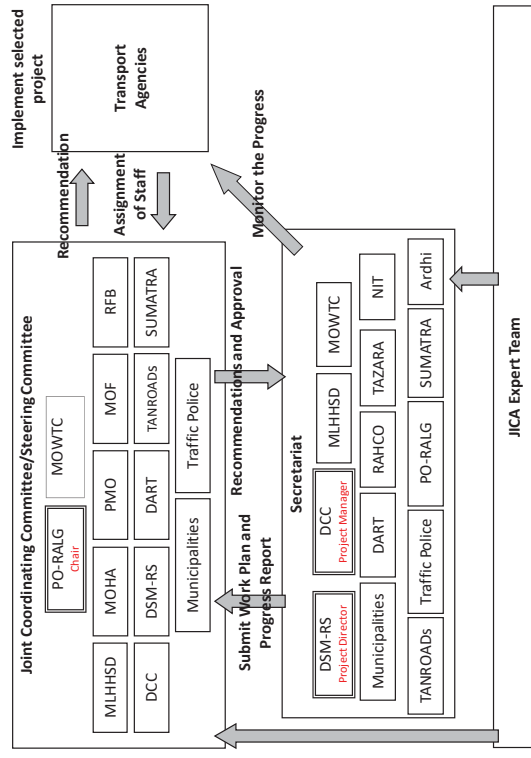 Joint Coordinating Committee/Steering Committee
PO-RALG
Chair
MOWTC
MLHHSD
MOHA
PMO
MOF
RFB
DCC
DSM-RS
DART
TANROADs
SUMATRA
Municipalities
Traffic Police
Recommendation
Assignment
of Staff
Implement selected
project
Transport
Agencies
Submit Work Plan and
Progress Report
Recommendations and Approval
Monitor the Progress
Secretariat
DSM-RS
Project Director
DCC
Project Manager
MLHHSD
MOWTC
Municipalities
DART
RAHCO
TAZARA
NIT
TANROADs
Traffic Police
PO-RALG
SUMATRA
Ardhi
JICA Expert Team